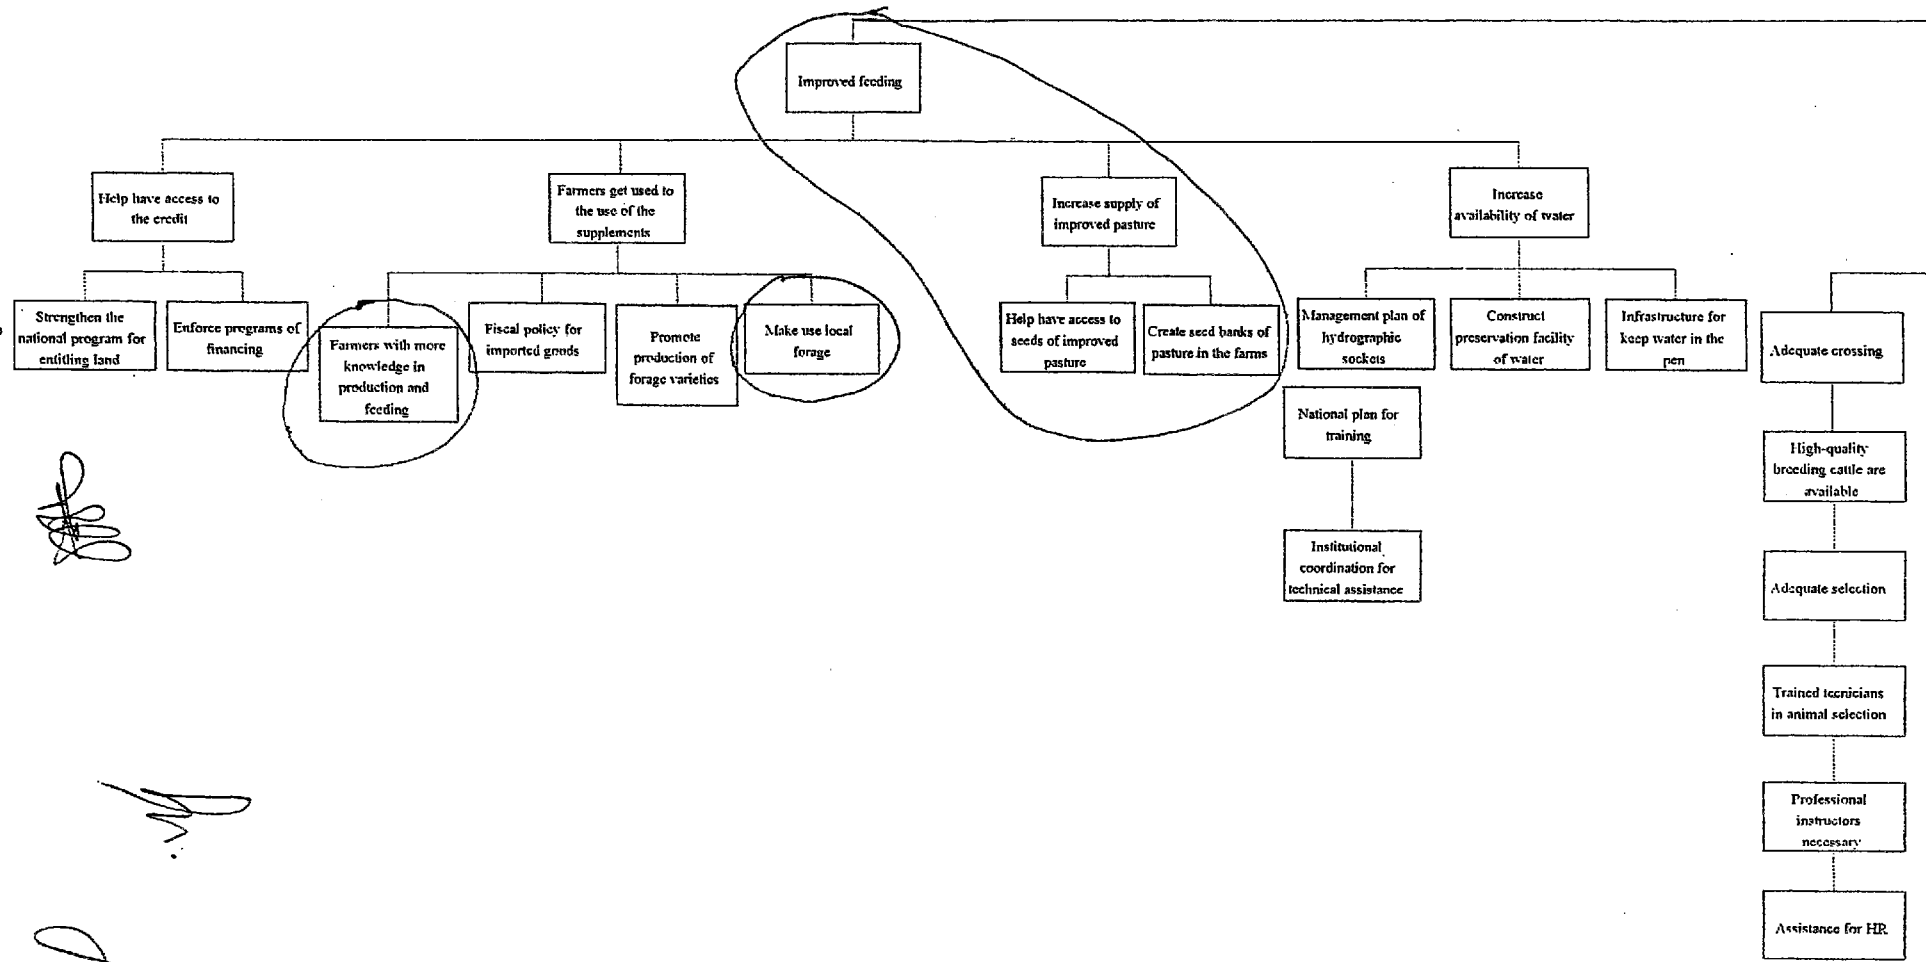 Improved feeding
Help have access to
the credit
Farmers get used to
the use of the
supplements
Increase supply of
improved pasture
Increase
availability of water
Strengthen the
national program for
entitling land
Enforce programs of
financing
Farmers with more
knowledge in
production and
feeding
Fiscal policy for
imported goods
Promote
production of
forage varieties
Make use local
forage
Help have access to
seeds of improved
pasture
Create seed banks of
pasture in the farms
Management plan of
hydrographic
sockets
Construct
preservation facility
of water
Infrastructure for
keep water in the
pen
Adequate crossing
National plan for
training
High-quality
breeding cattle are
available
Institutional
coordination for
technical assistance
Adequate selection
Trained tecnicians
in animal selection
Professional
instructors
necessary
Assistance for HR